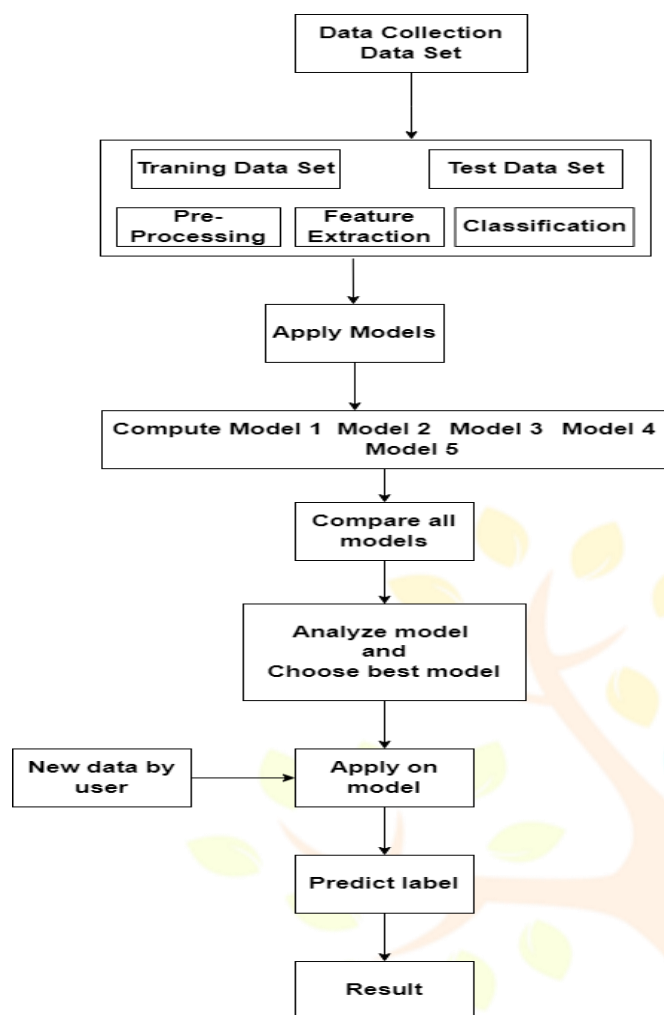 Data Collection
Data Set
Traning Data Set
Test Data Set
Pre-
Processing
Feature
Extraction
Classification
Apply Models
Compute Model 1 Model 2 Model 3 Model 4
Model 5
Compare all
models
Analyze model
and
Choose best model
New data by
user
Apply on
model
Predict label
Result